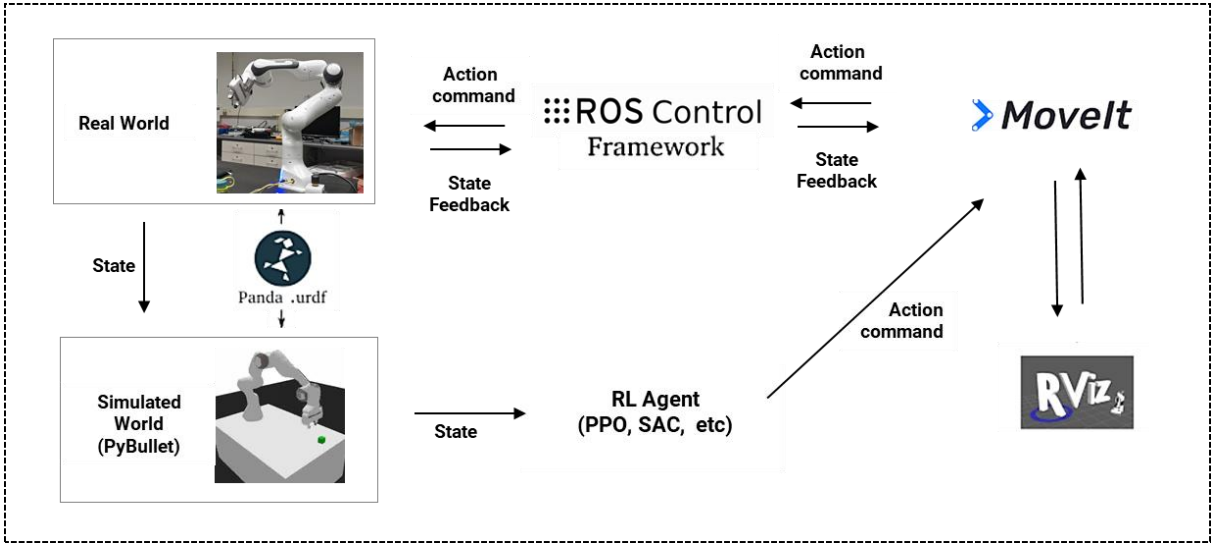 Real World
Action
command
State
Feedback
ROS Control
Framework
Action
command
State
Feedback
MoveIt
State
Panda .urdf
Simulated
World
(PyBullet)
State
RL Agent
(PPO, SAC, etc)
Action
command
RViz